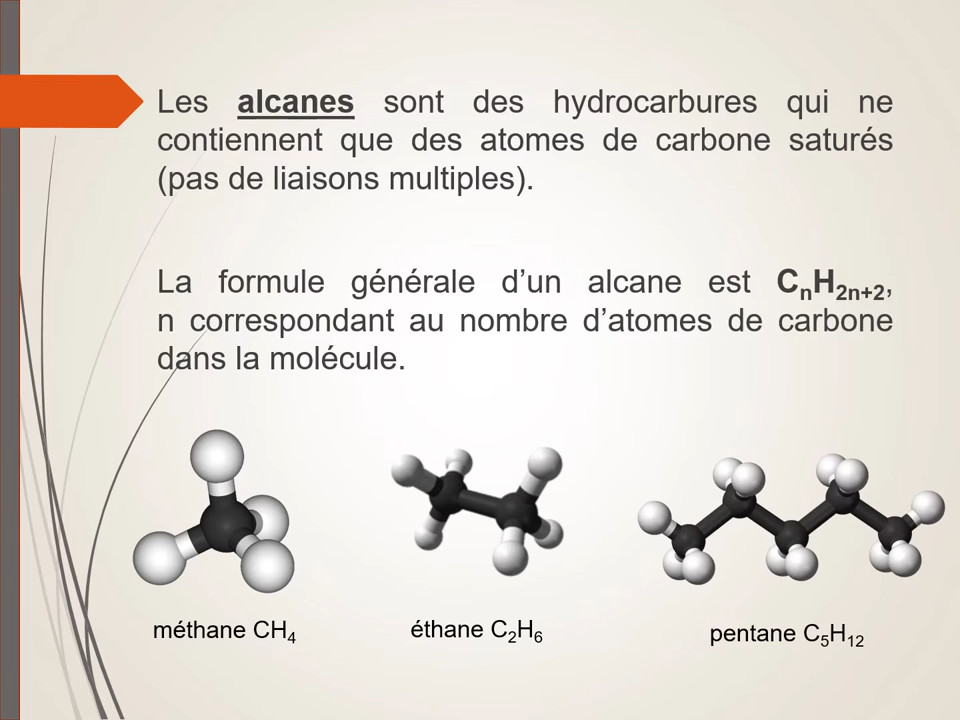 Les alcanes sont des hydrocarbures qui ne
contiennent que des atomes de carbone saturés
(pas de liaisons multiples).
La formule générale d’un alcane est CₙH₂ₙ₊₂,
n correspondant au nombre d’atomes de carbone
dans la molécule.
méthane CH₄
éthane C₂H₆
pentane C₅H₁₂